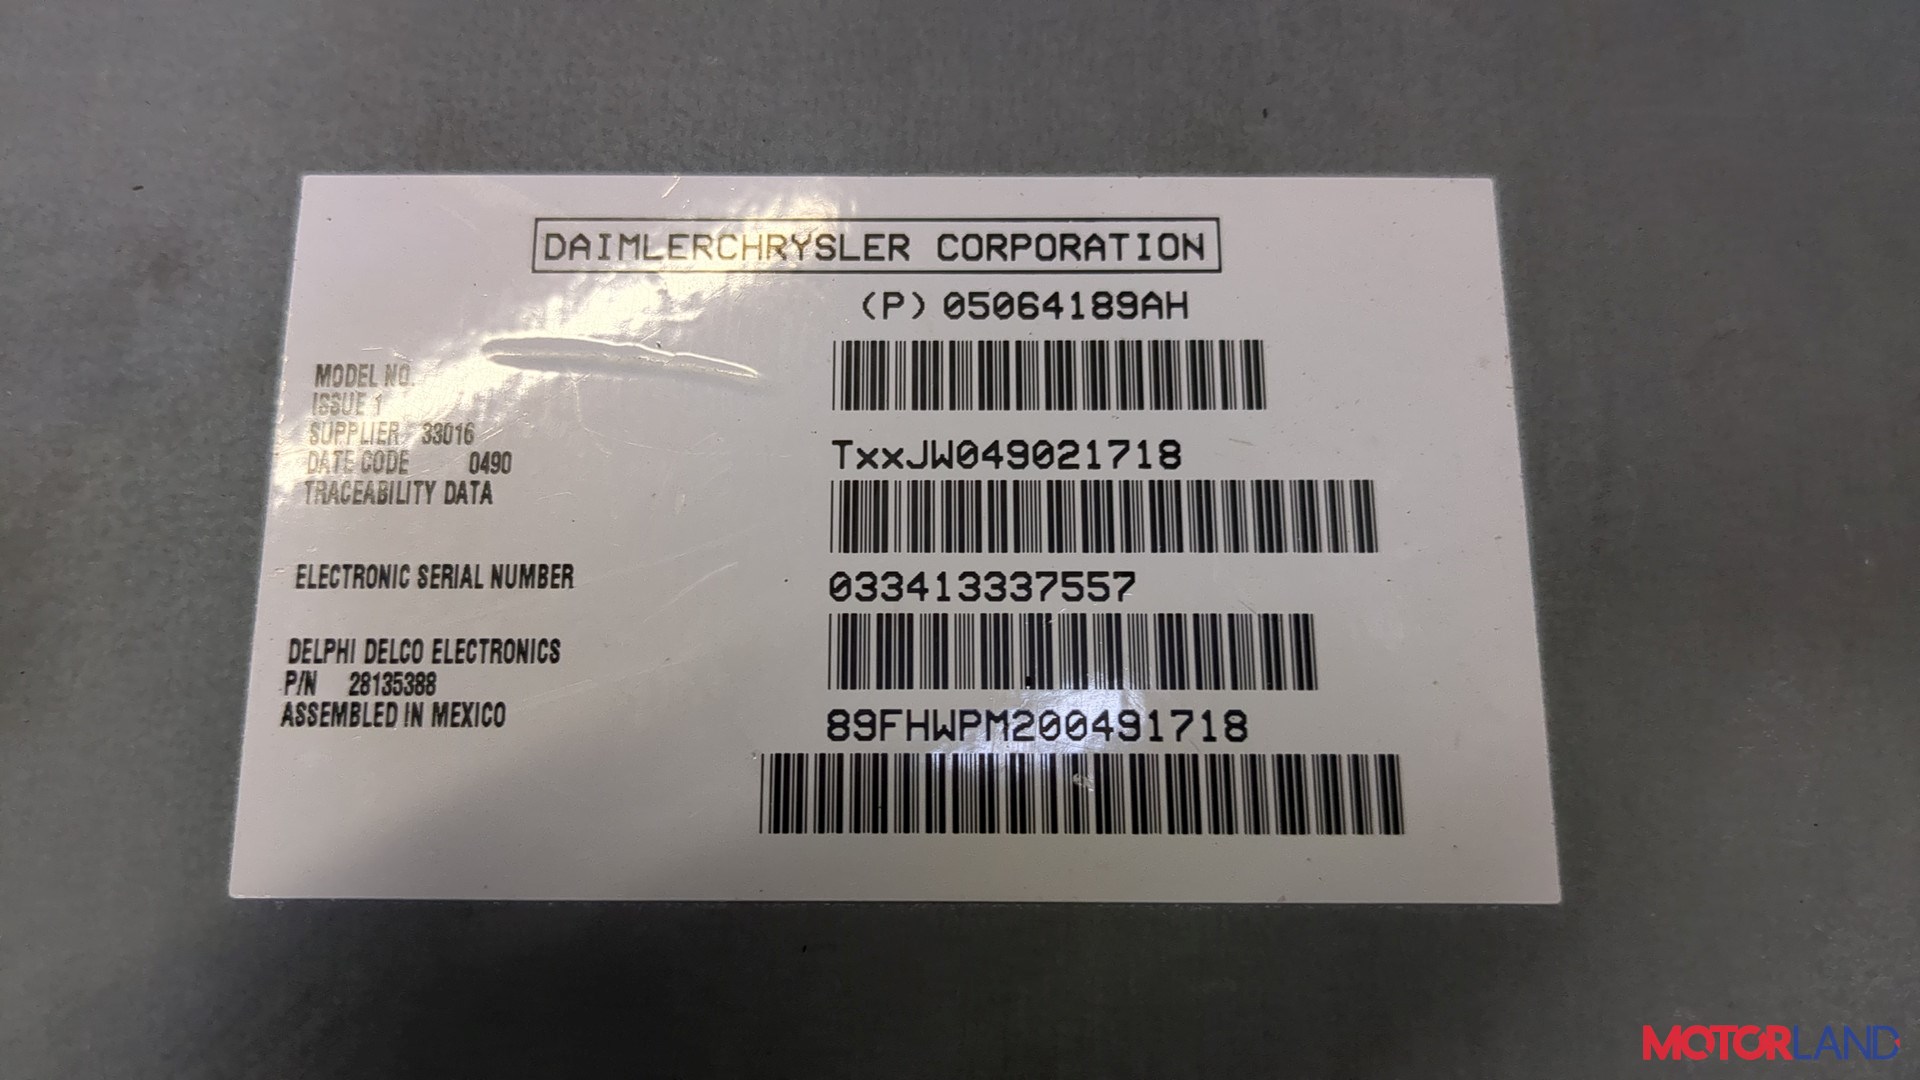 DAIMLERCHRYSLER CORPORATION
(P) 05064189AH
MODEL NO.
ISSUE 1
SUPPLIER 33016
DATE CODE 0490
TRACEABILITY DATA
TxxJW049021718
ELECTRONIC SERIAL NUMBER
033413337557
DELPHI DELCO ELECTRONICS
P/N 28135388
ASSEMBLED IN MEXICO
89FHWPM200491718
MOTORLAND